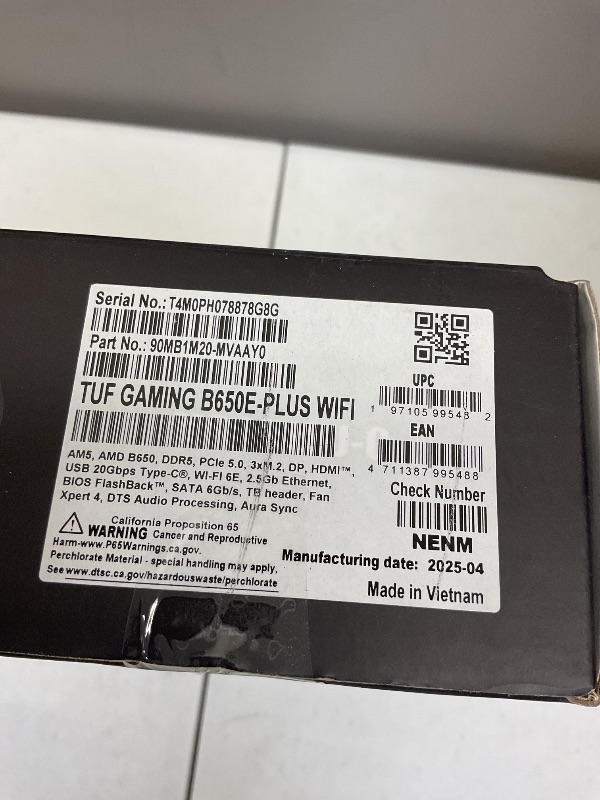 Serial No.: T4M0PH078878G8G
Part No.: 90MB1M20-MVAAY0
TUF GAMING B650E-PLUS WIFI
AM5, AMD B650, DDR5, PCIe 5.0, 3xM.2, DP, HDMI™,
USB 20Gbps Type-C®, WI-FI 6E, 2.5Gb Ethernet,
BIOS FlashBack™, SATA 6Gb/s, TB header, Fan
Xpert 4, DTS Audio Processing, Aura Sync
California Proposition 65
WARNING Cancer and Reproductive
Harm-www.P65Warnings.ca.gov.
Perchlorate Material - special handling may apply,
See www.dtsc.ca.gov/hazardouswaste/perchlorate
UPC
1 97105 99548 2
EAN
4 711387 995488
Check Number
NENM
Manufacturing date: 2025-04
Made in Vietnam